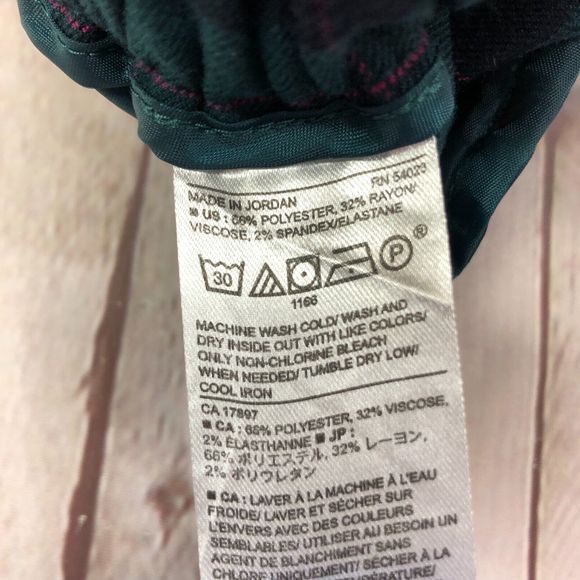 MADE IN JORDAN RN 54023
■ US : 66% POLYESTER, 32% RAYON/
VISCOSE, 2% SPANDEX/ELASTANE
30 P®
1166
MACHINE WASH COLD/ WASH AND
DRY INSIDE OUT WITH LIKE COLORS/
ONLY NON-CHLORINE BLEACH
WHEN NEEDED/ TUMBLE DRY LOW/
COOL IRON
CA 17897
■ CA : 66% POLYESTER, 32% VISCOSE,
2% ÉLASTHANNE ■ JP :
66% ポリエステル, 32% レーヨン,
2% ポリウレタン
■ CA : LAVER À LA MACHINE À L'EAU
FROIDE/ LAVER ET SÉCHER SUR
L'ENVERS AVEC DES COULEURS
SEMBLABLES/ UTILISER AU BESOIN UN
AGENT DE BLANCHIMENT SANS
CHLORE UNIQUEMENT/ SÉCHER À LA